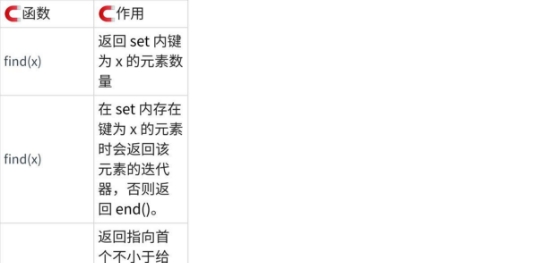 函数
作用
find(x)
返回 set 内键
为 x 的元素数
量
find(x)
在 set 内存在
键为 x 的元素
时会返回该
元素的迭代
器，否则返
回 end()。
返回指向首
个不小于给